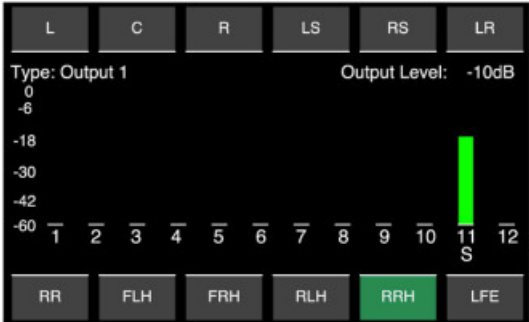 L C R LS RS LR
Type: Output 1 Output Level: -10dB
0
-6
-18
-30
-42
-60
1 2 3 4 5 6 7 8 9 10 11 12
S
RR FLH FRH RLH RRH LFE